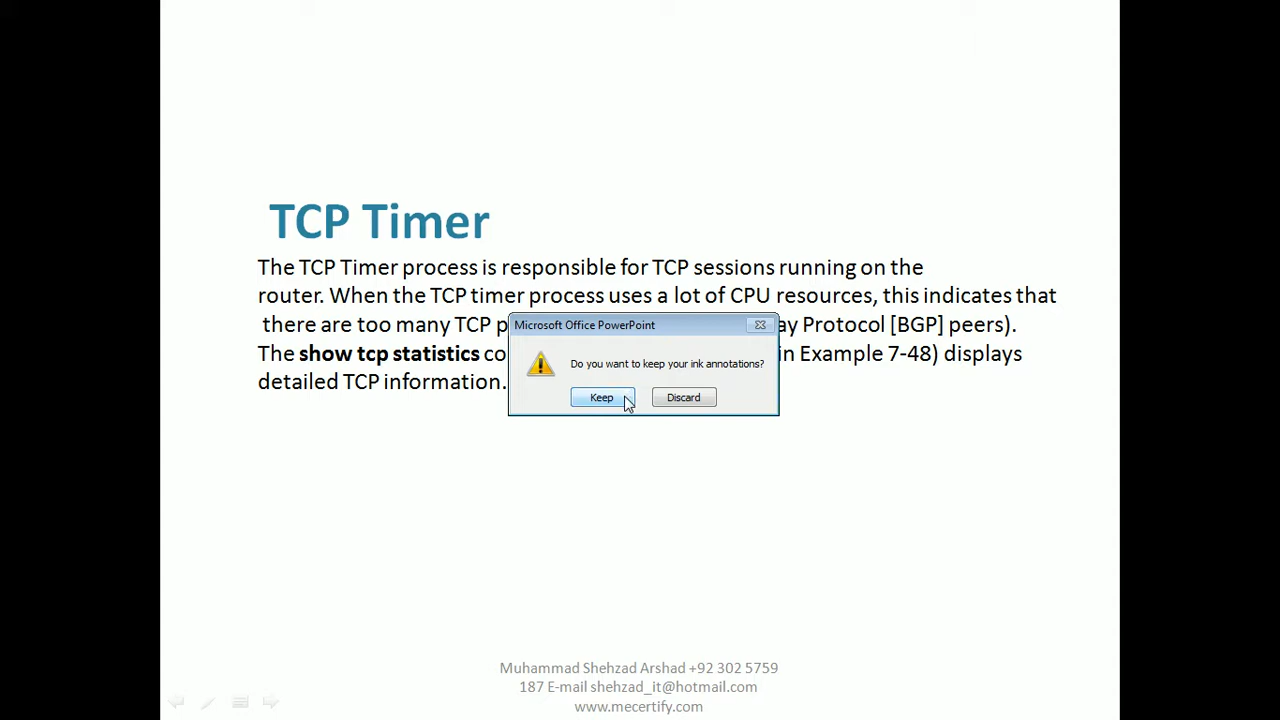 TCP Timer
The TCP Timer process is responsible for TCP sessions running on the
router. When the TCP timer process uses a lot of CPU resources, this indicates that
there are too many TCP p ay Protocol [BGP] peers).
The show tcp statistics co in Example 7-48) displays
detailed TCP information.
Microsoft Office PowerPoint
Do you want to keep your ink annotations?
Keep Discard
Muhammad Shehzad Arshad +92 302 5759
187 E-mail shehzad_it@hotmail.com
www.mecertify.com